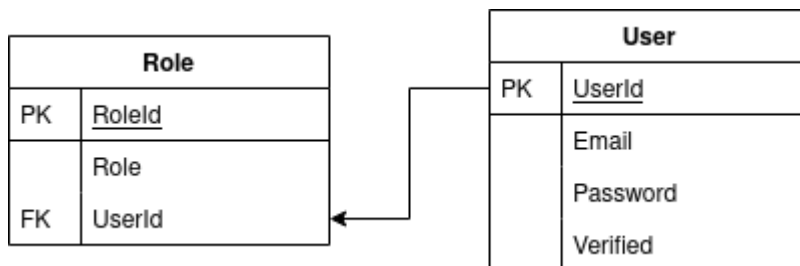 Role
PK RoleId
Role
FK UserId
User
PK UserId
Email
Password
Verified